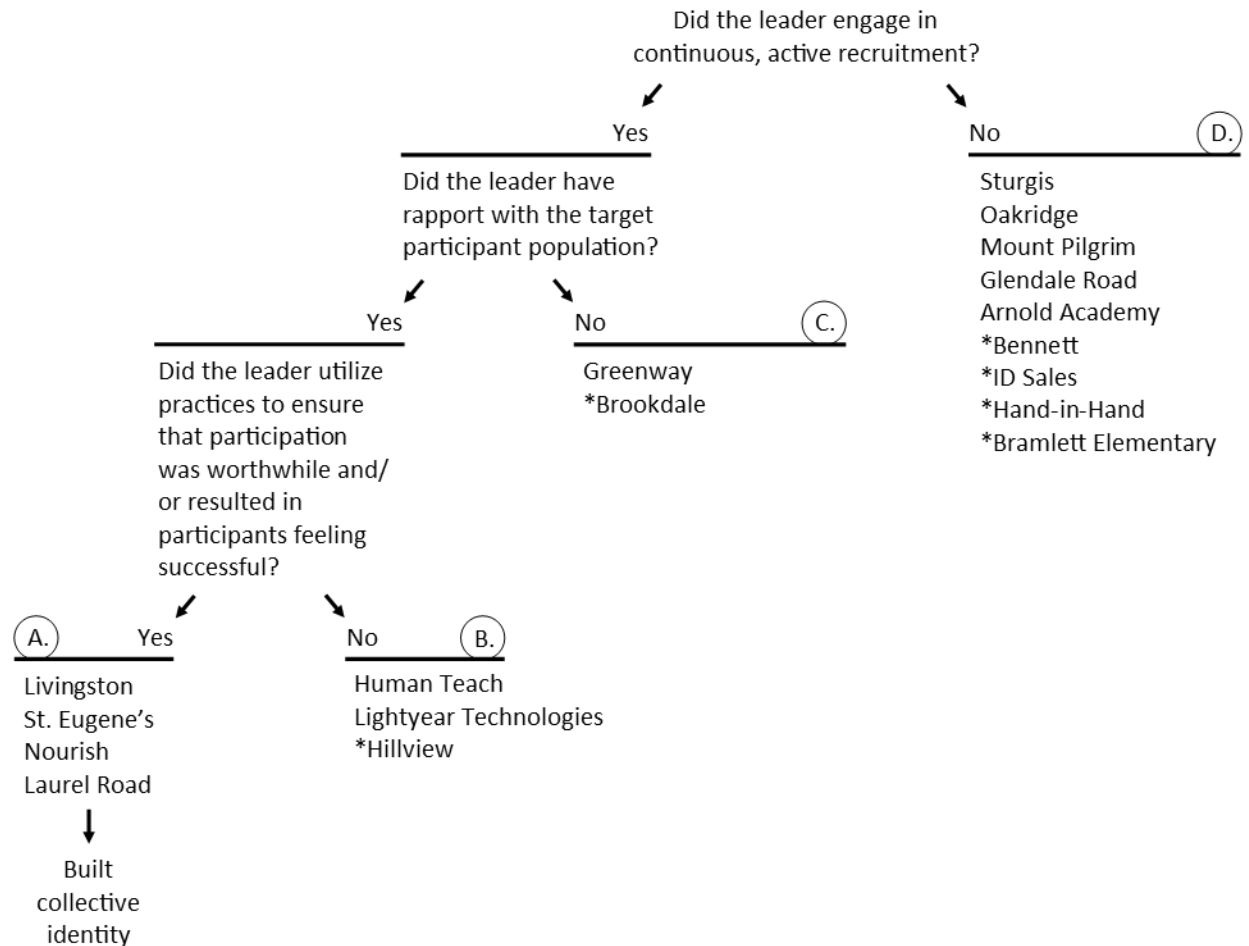 Did the leader engage in
continuous, active recruitment?
Yes
No
D.
Did the leader have
rapport with the target
participant population?
Sturgis
Oakridge
Mount Pilgrim
Glendale Road
Arnold Academy
*Bennett
*ID Sales
*Hand-in-Hand
*Bramlett Elementary
Yes
No
C.
Did the leader utilize
practices to ensure
that participation
was worthwhile and/
or resulted in
participants feeling
successful?
Greenway
*Brookdale
A.
Yes
No
B.
Livingston
St. Eugene’s
Nourish
Laurel Road
Human Teach
Lightyear Technologies
*Hillview
Built
collective
identity